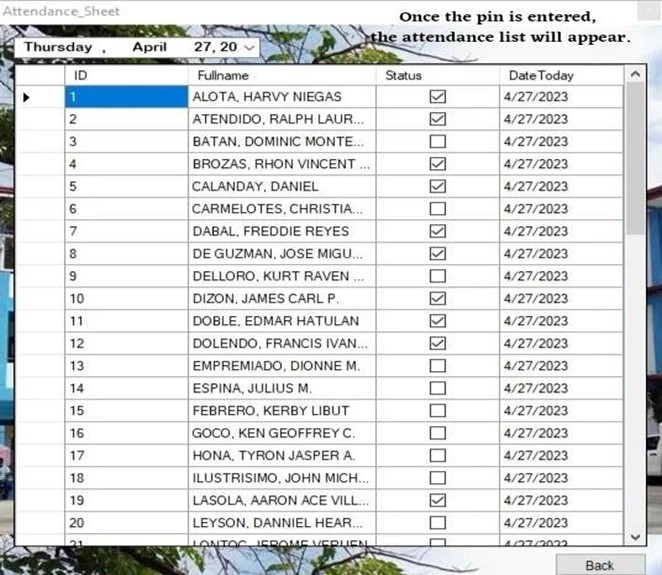 Attendance_Sheet
Once the pin is entered,
the attendance list will appear.
Thursday , April 27, 20
ID Fullname Status DateToday
1 ALOTA, HARVY NIEGAS 4/27/2023
2 ATENDIDO, RALPH LAUR... 4/27/2023
3 BATAN, DOMINIC MONTE... 4/27/2023
4 BROZAS, RHON VINCENT ... 4/27/2023
5 CALANDAY, DANIEL 4/27/2023
6 CARMELOTES, CHRISTIA... 4/27/2023
7 DABAL, FREDDIE REYES 4/27/2023
8 DE GUZMAN, JOSE MIGU... 4/27/2023
9 DELLORO, KURT RAVEN ... 4/27/2023
10 DIZON, JAMES CARL P. 4/27/2023
11 DOBLE, EDMAR HATULAN 4/27/2023
12 DOLENDO, FRANCIS IVAN... 4/27/2023
13 EMPREMIADO, DIONNE M. 4/27/2023
14 ESPINA, JULIUS M. 4/27/2023
15 FEBRERO, KERBY LIBUT 4/27/2023
16 GOCO, KEN GEOFFREY C. 4/27/2023
17 HONA, TYRON JASPER A. 4/27/2023
18 ILUSTRISIMO, JOHN MICH... 4/27/2023
19 LASOLA, AARON ACE VILL... 4/27/2023
20 LEYSON, DANNIEL HEAR... 4/27/2023
21 LONTOC, JEROME 4/27/2023
Back